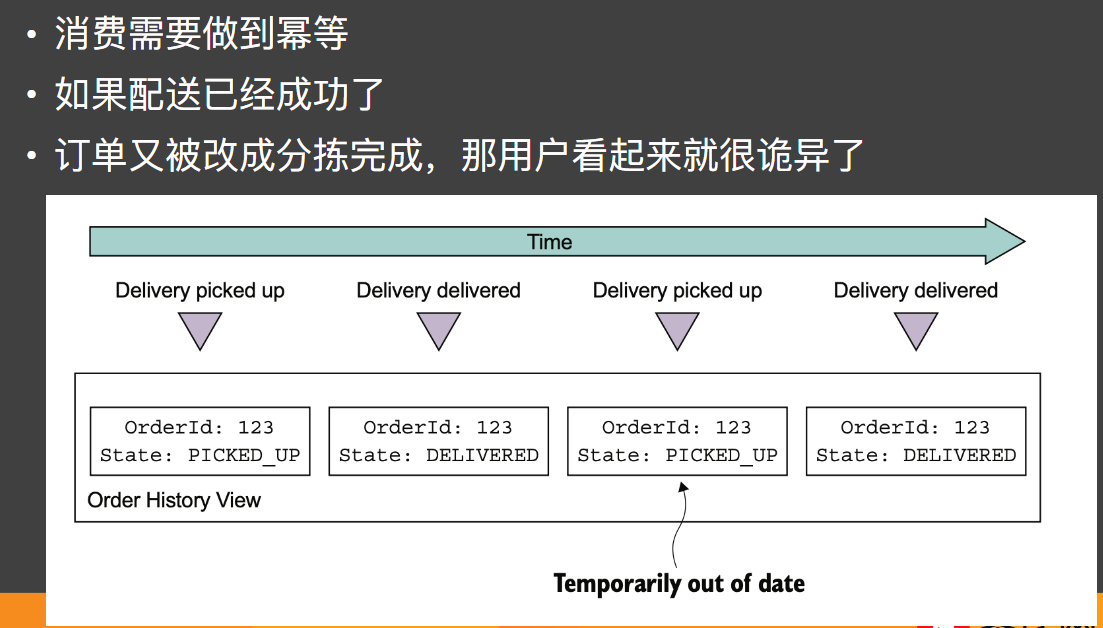 • 消费需要做到幂等
• 如果配送已经成功了
• 订单又被改成分拣完成，那用户看起来就很诡异了
Time
Delivery picked up Delivery delivered Delivery picked up Delivery delivered
OrderId: 123 OrderId: 123 OrderId: 123 OrderId: 123
State: PICKED_UP State: DELIVERED State: PICKED_UP State: DELIVERED
Order History View
Temporarily out of date